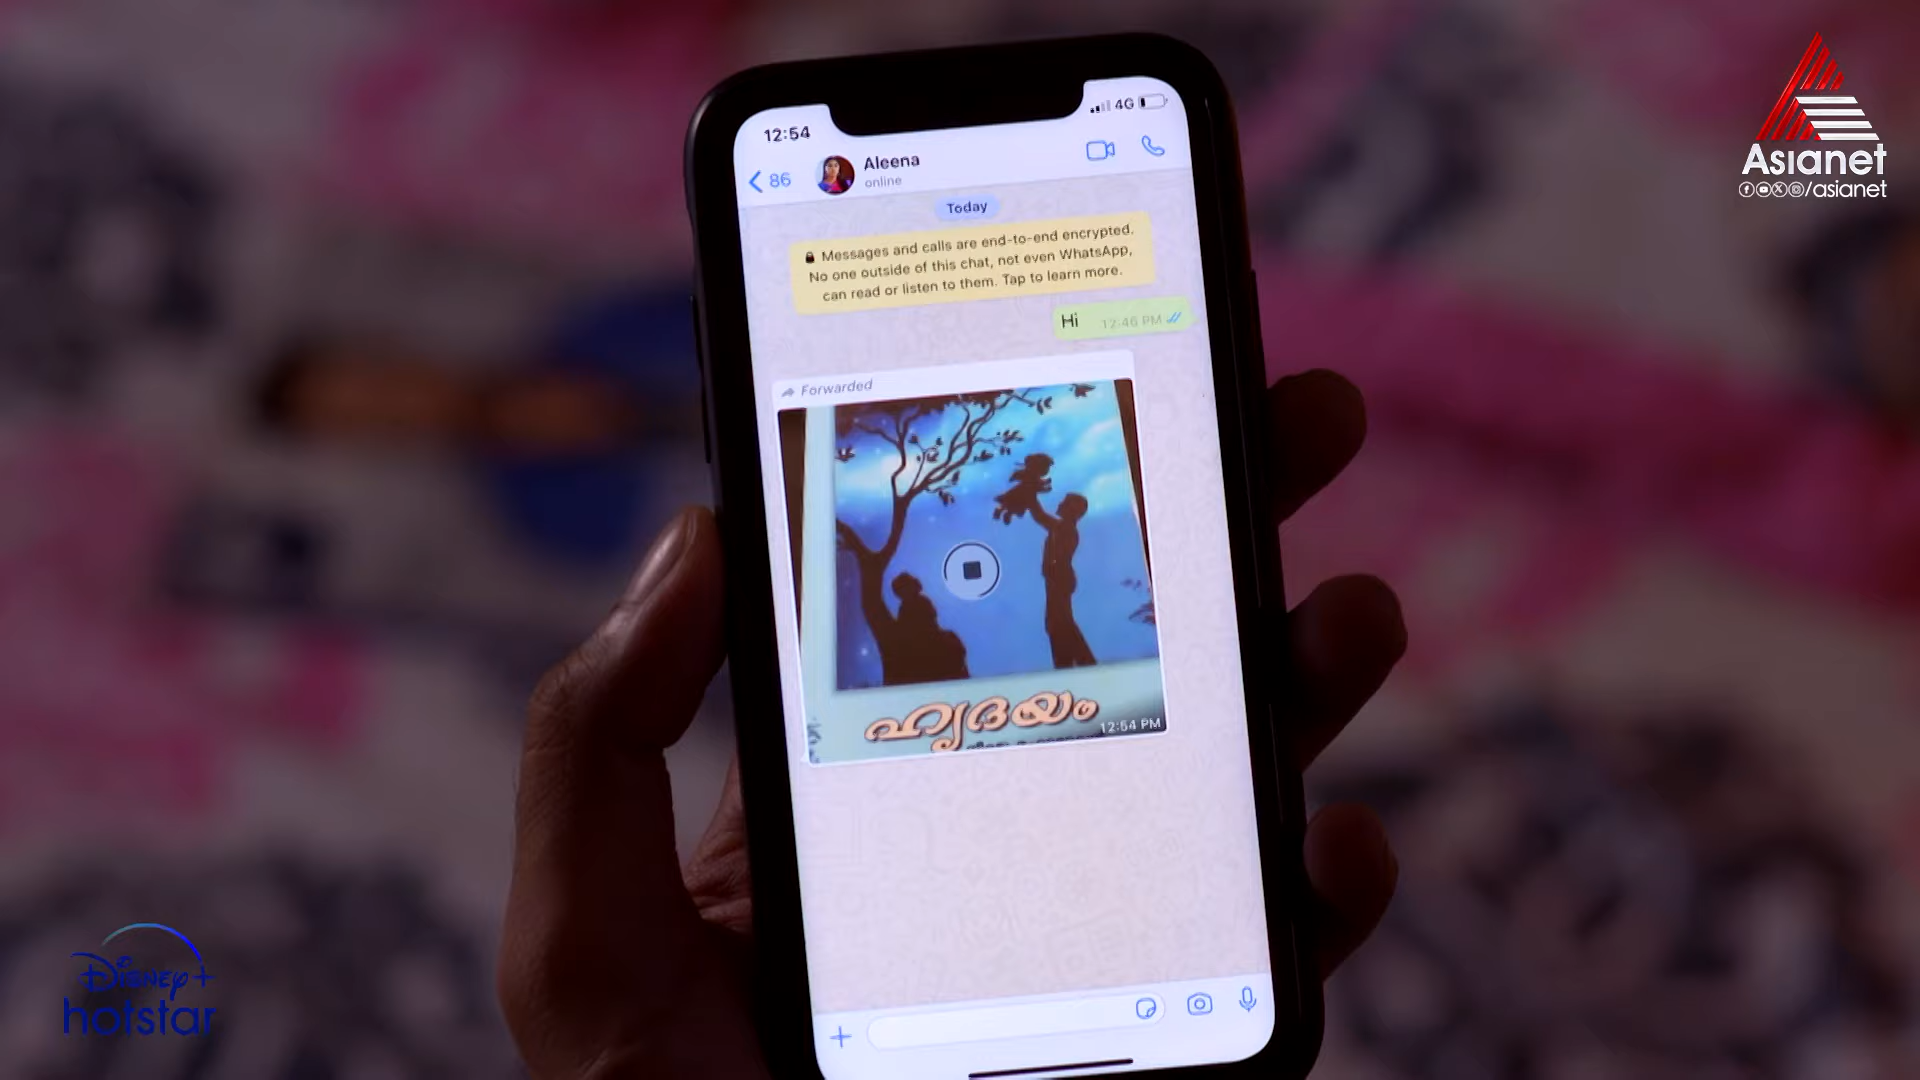 12:54
4G
86
Aleena
online
Today
Messages and calls are end-to-end encrypted.
No one outside of this chat, not even WhatsApp,
can read or listen to them. Tap to learn more.
Hi 12:46 PM
Forwarded
ഹൃദയം
12:54 PM
Asianet
/asianet
Disney+
hotstar